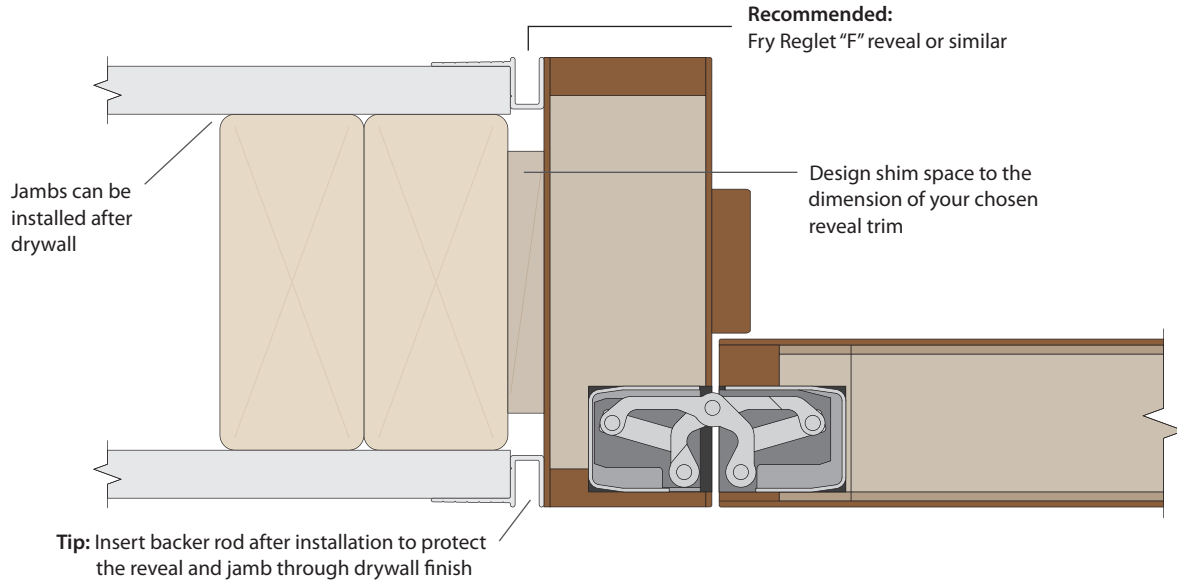 Recommended:
Fry Reglet “F” reveal or similar
Jambs can be
installed after
drywall
Design shim space to the
dimension of your chosen
reveal trim
Tip: Insert backer rod after installation to protect
the reveal and jamb through drywall finish